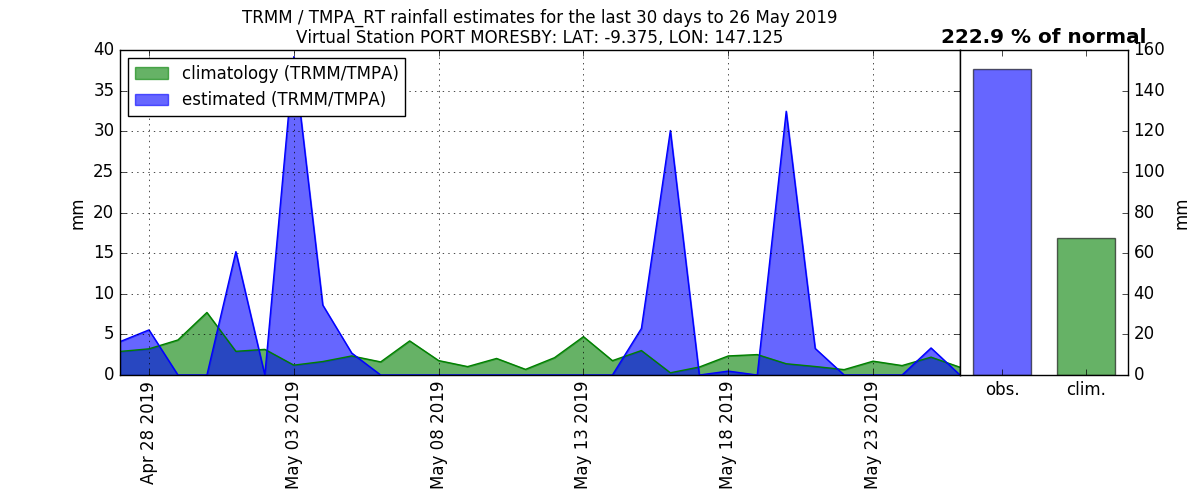 TRMM / TMPA_RT rainfall estimates for the last 30 days to 26 May 2019
Virtual Station PORT MORESBY: LAT: -9.375, LON: 147.125
222.9 % of normal
climatology (TRMM/TMPA)
estimated (TRMM/TMPA)
mm
40
35
30
25
20
15
10
5
0
Apr 28 2019
May 03 2019
May 08 2019
May 13 2019
May 18 2019
May 23 2019
obs.
clim.
160
140
120
100
80
60
40
20
0
mm